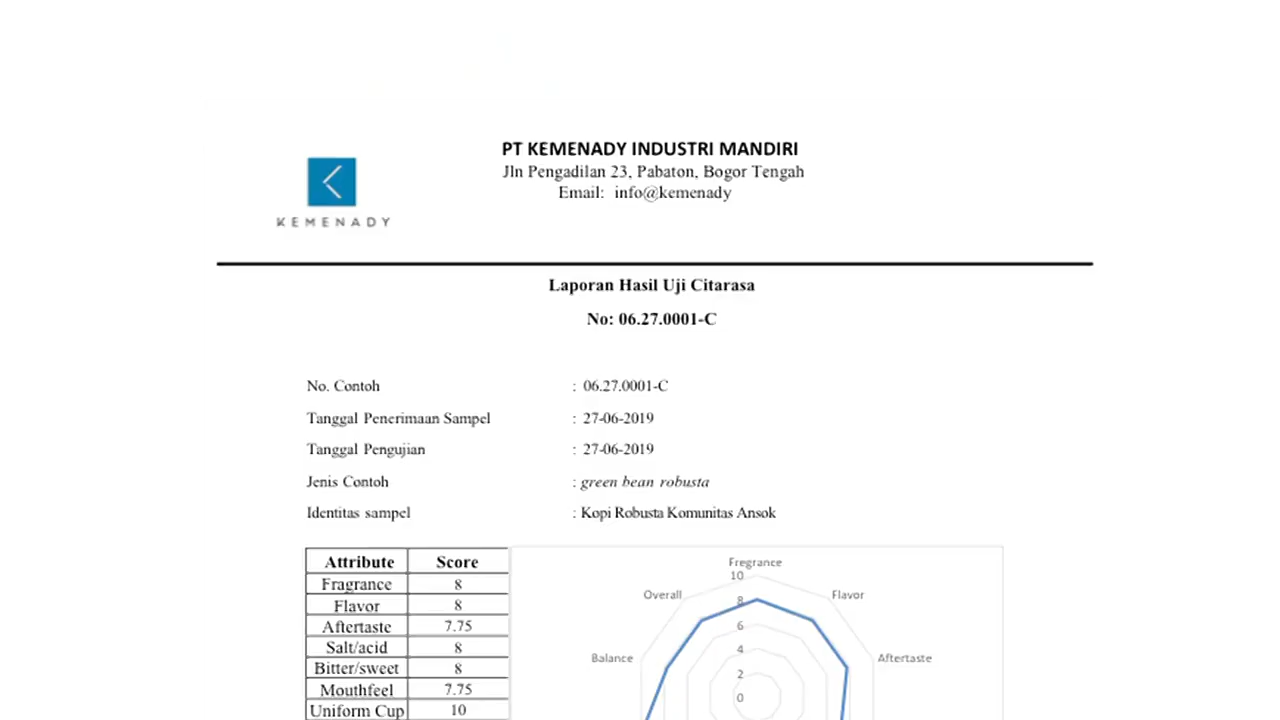 PT KEMENADY INDUSTRI MANDIRI
Jln Pengadilan 23, Pabaton, Bogor Tengah
Email: info@kemenady
KEMENADY
Laporan Hasil Uji Citarasa
No: 06.27.0001-C
No. Contoh : 06.27.0001-C
Tanggal Penerimaan Sampel : 27-06-2019
Tanggal Pengujian : 27-06-2019
Jenis Contoh : green bean robusta
Identitas sampel : Kopi Robusta Komunitas Ansok
Attribute Score
Fragrance 8
Flavor 8
Aftertaste 7.75
Salt/acid 8
Bitter/sweet 8
Mouthfeel 7.75
Uniform Cup 10
Fregrance
10
Overall
8
Flavor
6
4
Balance
Aftertaste
2
0